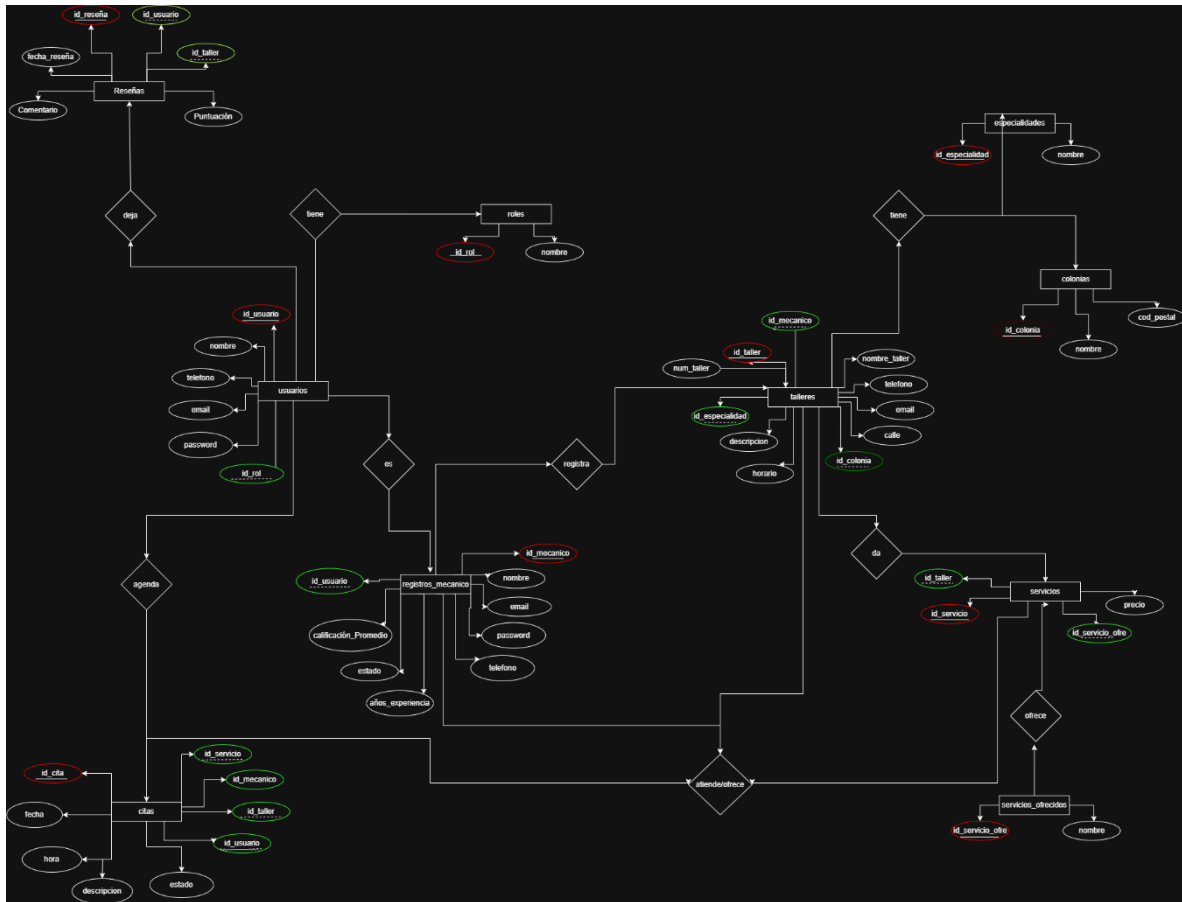 id_reseña
id_usuario
id_taller
fecha_reseña
Reseñas
Comentario
Puntuación
deja
tiene
roles
id_rol
nombre
especialidades
id_especialidad
nombre
tiene
colonias
id_colonia
nombre
cod_postal
id_usuario
nombre
telefono
email
password
id_rol
usuarios
id_mecanico
id_taller
num_taller
nombre_taller
telefono
talleres
email
id_especialidad
calle
descripcion
id_colonia
horario
es
registra
da
agenda
id_mecanico
id_usuario
registros_mecanico
nombre
email
calificación_Promedio
password
estado
telefono
años_experiencia
id_taller
servicios
id_servicio
precio
id_servicio_ofre
ofrece
servicios_ofrecidos
id_servicio_ofre
nombre
atiende/ofrece
id_servicio
id_cita
id_mecanico
fecha
citas
id_taller
id_usuario
hora
descripcion
estado